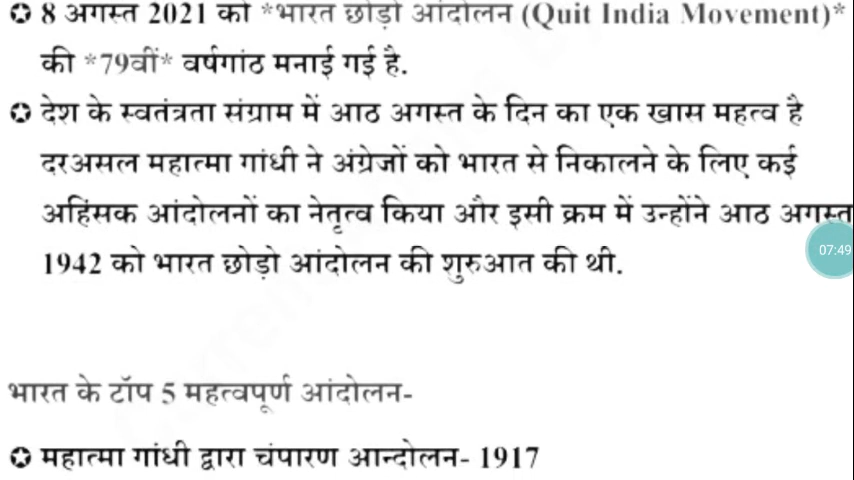 ✪ 8 अगस्त 2021 को *भारत छोड़ो आंदोलन (Quit India Movement)*
की *79वीं* वर्षगांठ मनाई गई है.
✪ देश के स्वतंत्रता संग्राम में आठ अगस्त के दिन का एक खास महत्व है
दरअसल महात्मा गांधी ने अंग्रेजों को भारत से निकालने के लिए कई
अहिंसक आंदोलनों का नेतृत्व किया और इसी क्रम में उन्होंने आठ अगस्त
07:49
1942 को भारत छोड़ो आंदोलन की शुरुआत की थी.
भारत के टॉप 5 महत्वपूर्ण आंदोलन-
✪ महात्मा गांधी द्वारा चंपारण आन्दोलन- 1917